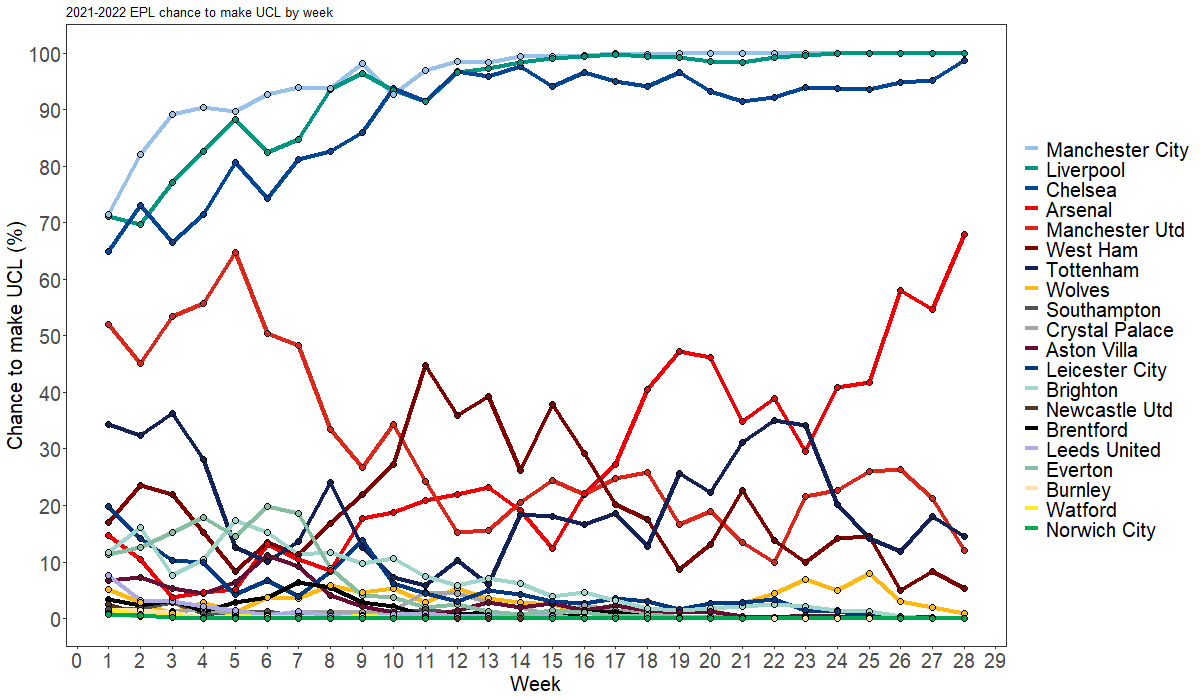 2021-2022 EPL chance to make UCL by week
Chance to make UCL (%)
100
90
80
70
60
50
40
30
20
10
0
0 1 2 3 4 5 6 7 8 9 10 11 12 13 14 15 16 17 18 19 20 21 22 23 24 25 26 27 28 29
Week
Manchester City
Liverpool
Chelsea
Arsenal
Manchester Utd
West Ham
Tottenham
Wolves
Southampton
Crystal Palace
Aston Villa
Leicester City
Brighton
Newcastle Utd
Brentford
Leeds United
Everton
Burnley
Watford
Norwich City